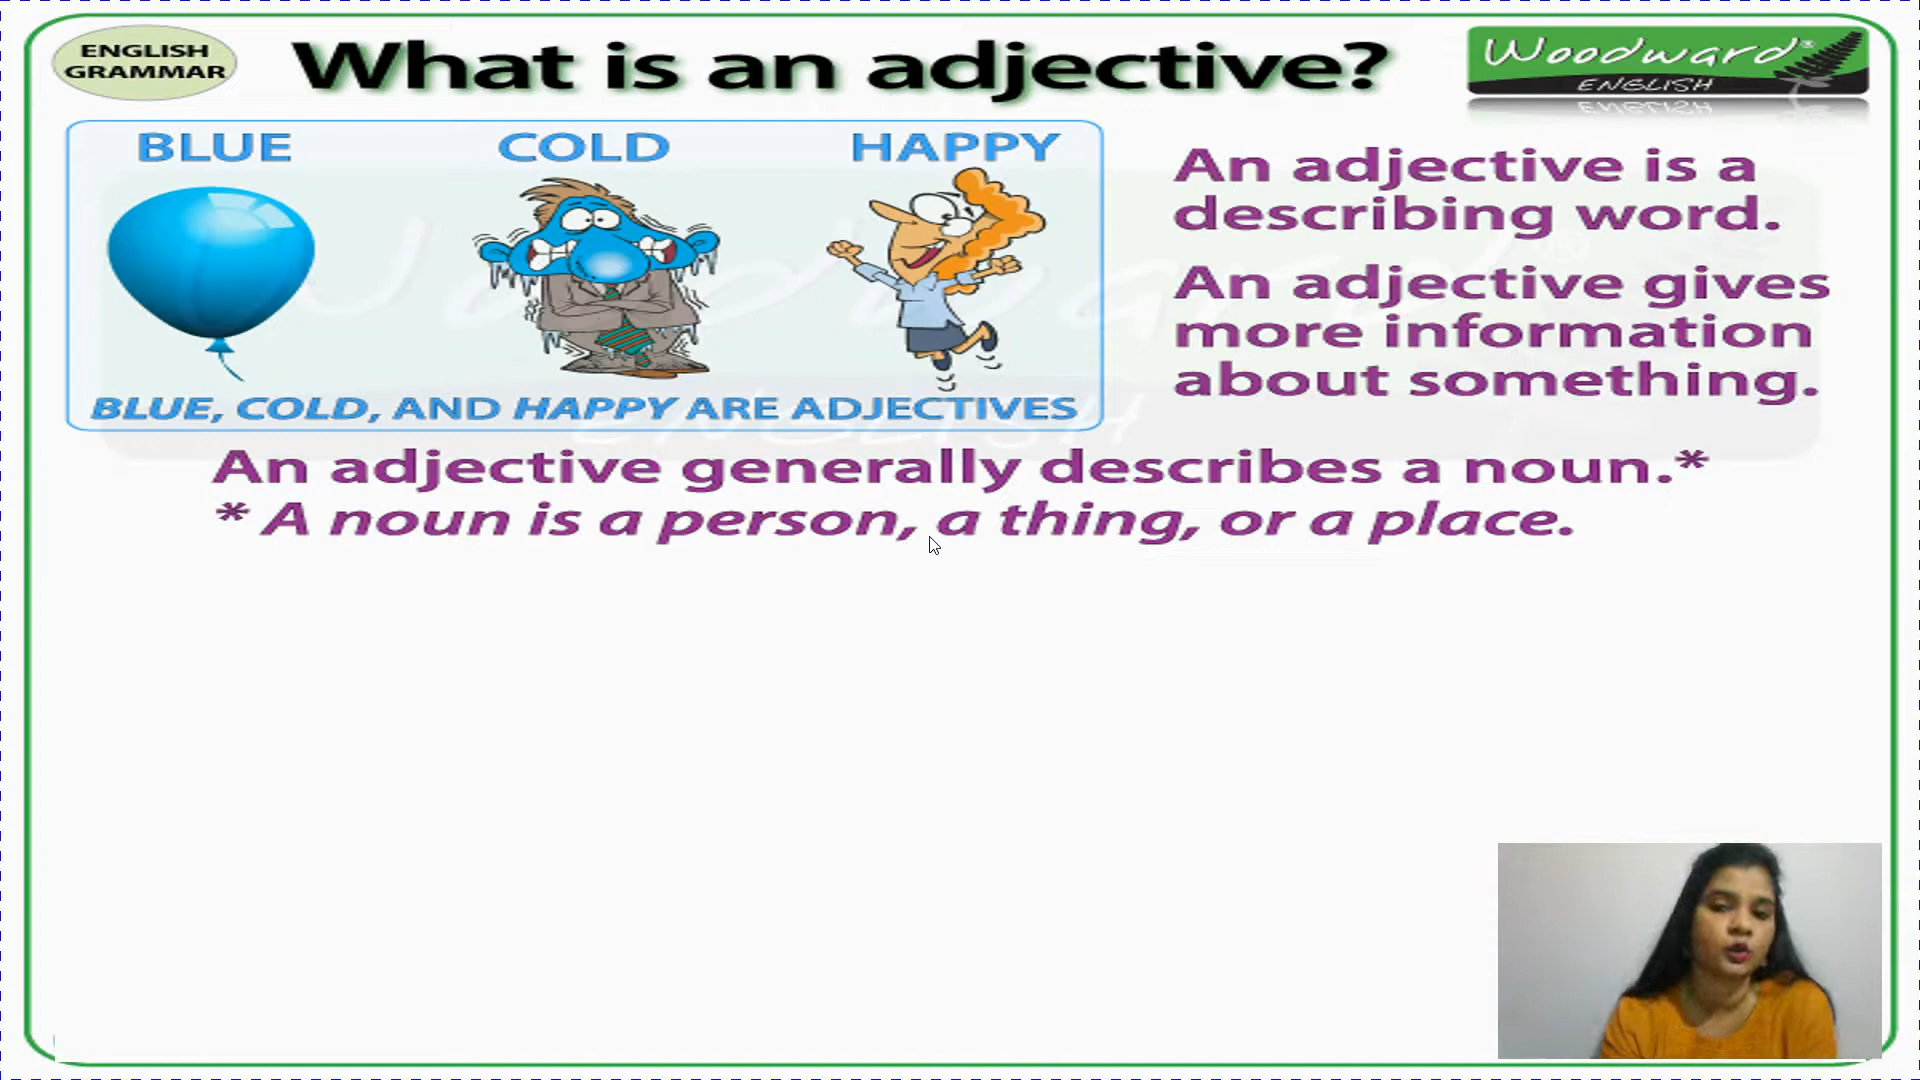 ENGLISH
GRAMMAR
What is an adjective?
Woodward®
ENGLISH
BLUE
COLD
HAPPY
BLUE, COLD, AND HAPPY ARE ADJECTIVES
An adjective is a
describing word.
An adjective gives
more information
about something.
An adjective generally describes a noun.*
* A noun is a person, a thing, or a place.